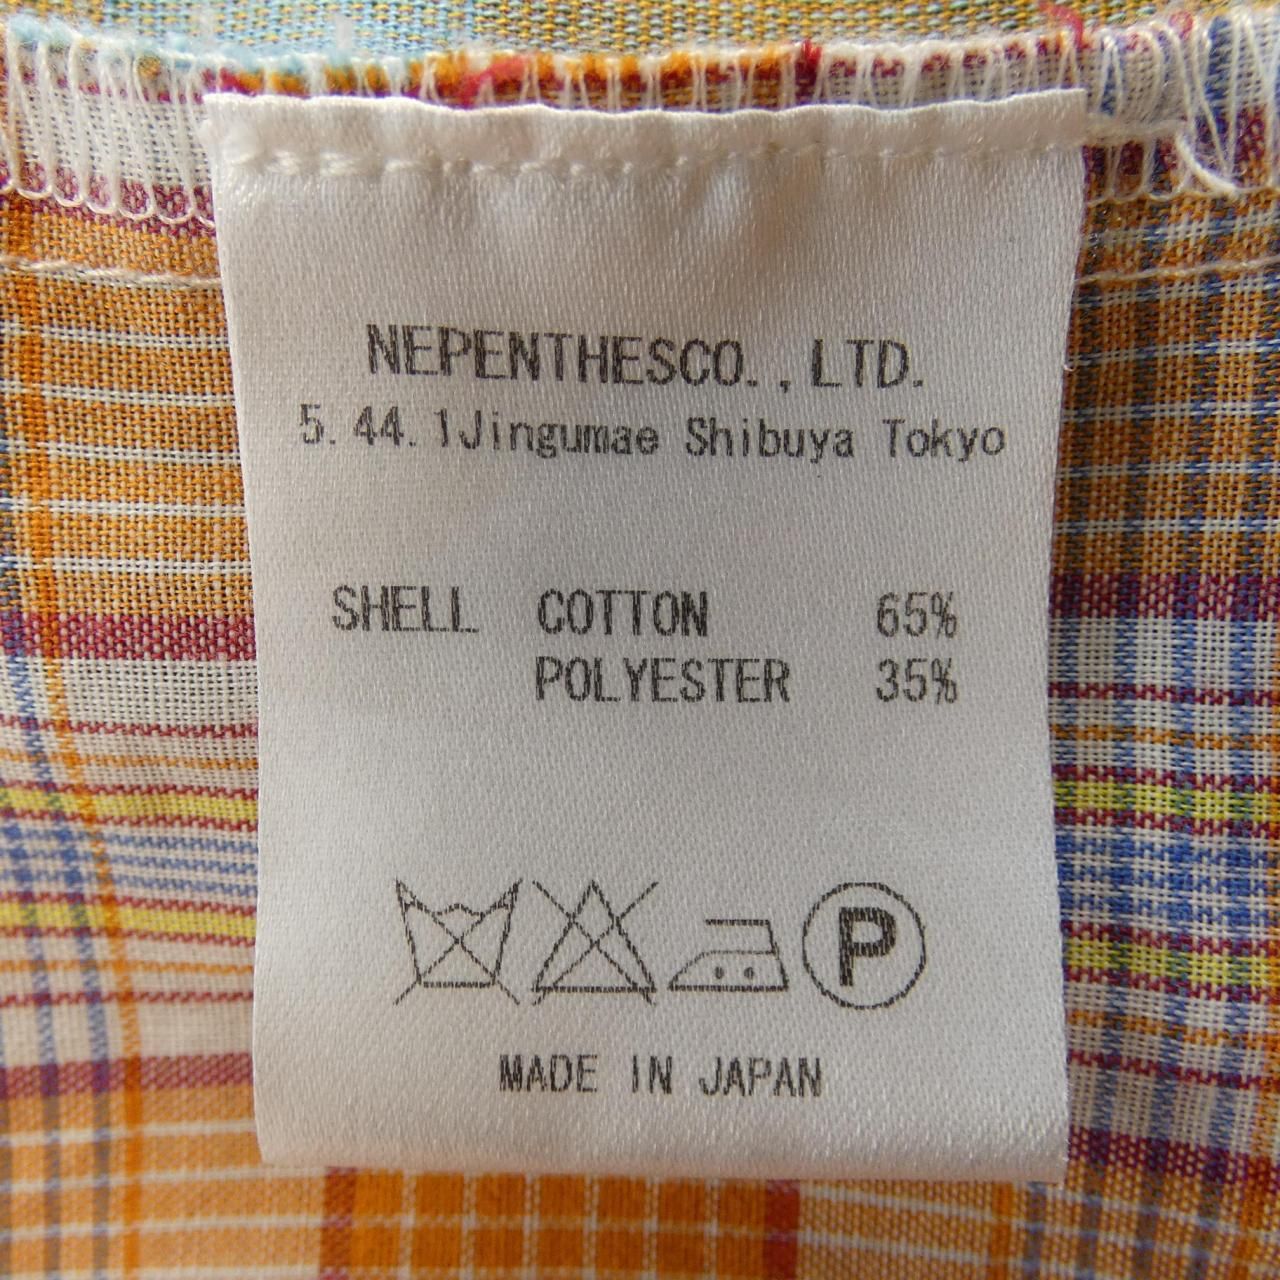 NEPENTHESCO., LTD.
5.44.1Jingumae Shibuya Tokyo
SHELL COTTON 65%
POLYESTER 35%
P
MADE IN JAPAN